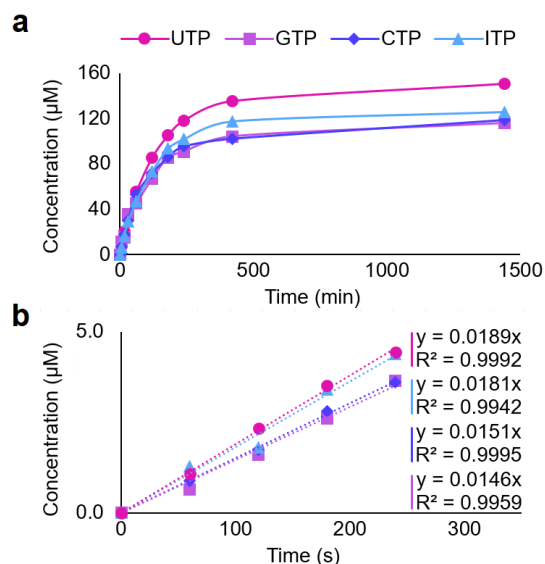 a
UTP GTP CTP ITP
160
120
80
40
0
Concentration (µM)
0 500 1000 1500
Time (min)
b
5.0
0.0
Concentration (µM)
y = 0.0189x
R² = 0.9992
y = 0.0181x
R² = 0.9942
y = 0.0151x
R² = 0.9995
y = 0.0146x
R² = 0.9959
0 100 200 300
Time (s)